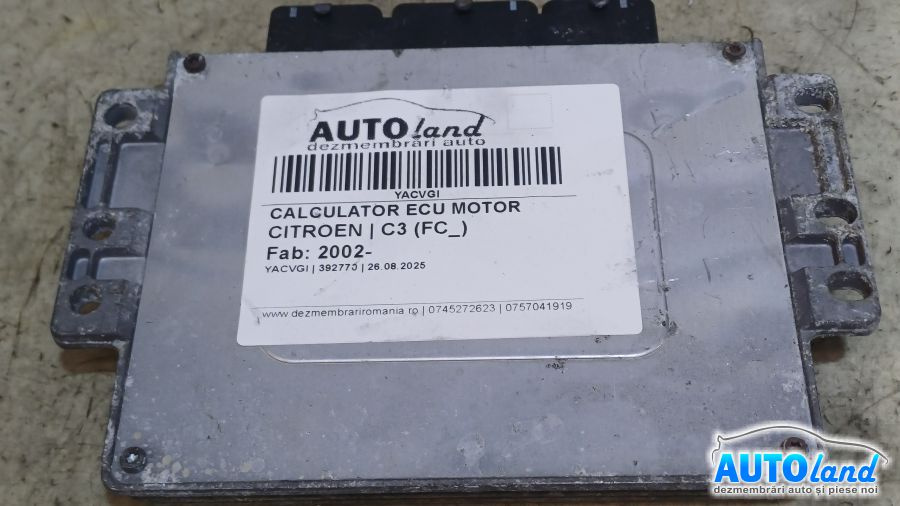 AUTOland
dezmembrări auto
YACVGI
CALCULATOR ECU MOTOR
CITROEN | C3 (FC_)
Fab: 2002-
YACVGI | 392775 | 26.08.2025
www.dezmembrariromania.ro | 0745272623 | 0757041919
AUTOland
dezmembrări auto și piese noi